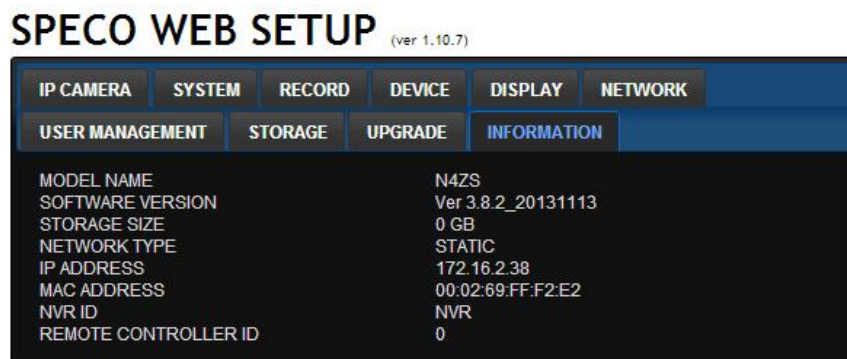 SPECO WEB SETUP (ver 1.10.7)
IP CAMERA SYSTEM RECORD DEVICE DISPLAY NETWORK
USER MANAGEMENT STORAGE UPGRADE INFORMATION
MODEL NAME N4ZS
SOFTWARE VERSION Ver 3.8.2_20131113
STORAGE SIZE 0 GB
NETWORK TYPE STATIC
IP ADDRESS 172.16.2.38
MAC ADDRESS 00:02:69:FF:F2:E2
NVR ID NVR
REMOTE CONTROLLER ID 0